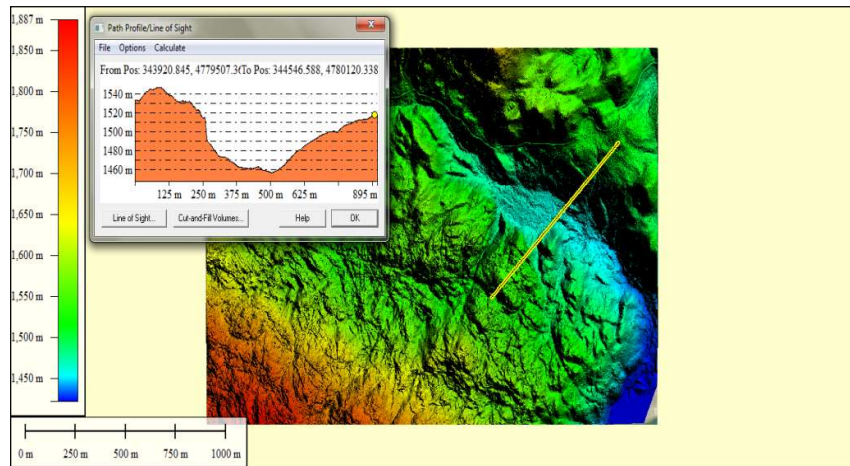 1,887 m
1,850 m
1,800 m
1,750 m
1,700 m
1,650 m
1,600 m
1,550 m
1,500 m
1,450 m
Path Profile/Line of Sight
File Options Calculate
From Pos: 343920.845, 4779507.3(To Pos: 344546.588, 4780120.338
1540 m
1520 m
1500 m
1480 m
1460 m
125 m 250 m 375 m 500 m 625 m 895 m
Line of Sight... Cut-and-Fill Volumes... Help OK
0 m 250 m 500 m 750 m 1000 m